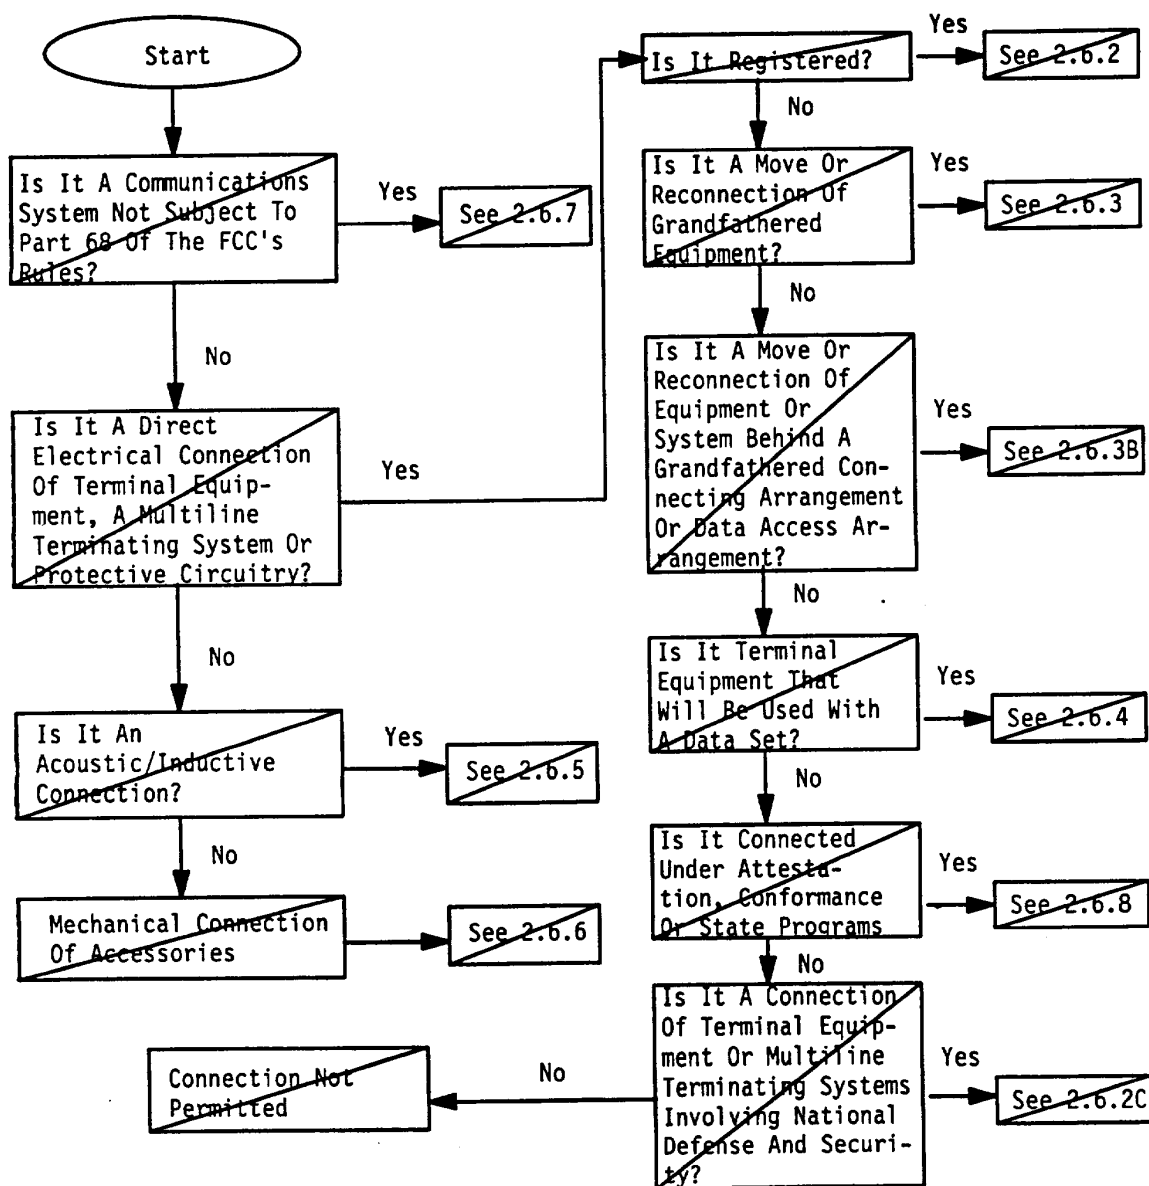 Start
Is It A Communications
System Not Subject To
Part 68 Of The FCC's
Rules?
Yes
See 2.6.7
No
Is It A Direct
Electrical Connection
Of Terminal Equip-
ment, A Multiline
Terminating System Or
Protective Circuitry?
Yes
No
Is It An
Acoustic/Inductive
Connection?
Yes
See 2.6.5
No
Mechanical Connection
Of Accessories
See 2.6.6
Is It Registered?
Yes
See 2.6.2
No
Is It A Move Or
Reconnection Of
Grandfathered
Equipment?
Yes
See 2.6.3
No
Is It A Move Or
Reconnection Of
Equipment Or
System Behind A
Grandfathered Con-
necting Arrangement
Or Data Access Ar-
rangement?
Yes
See 2.6.3B
No
Is It Terminal
Equipment That
Will Be Used With
A Data Set?
Yes
See 2.6.4
No
Is It Connected
Under Attesta-
tion, Conformance
Or State Programs
Yes
See 2.6.8
No
Is It A Connection
Of Terminal Equip-
ment Or Multiline
Terminating Systems
Involving National
Defense And Securi-
ty?
Yes
See 2.6.2C
No
Connection Not
Permitted